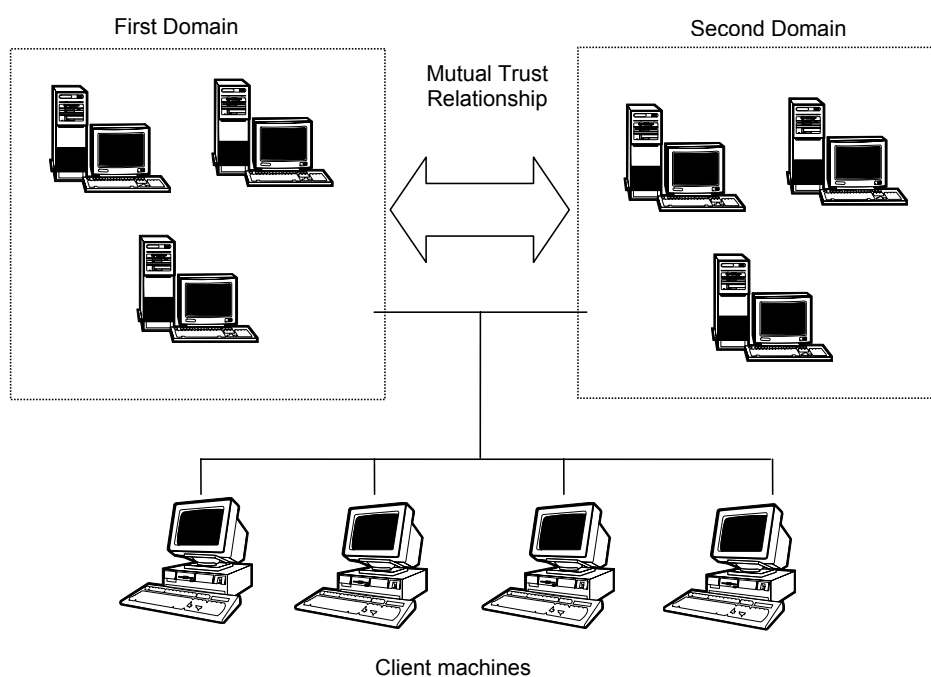 First Domain
Second Domain
Mutual Trust
Relationship
Client machines